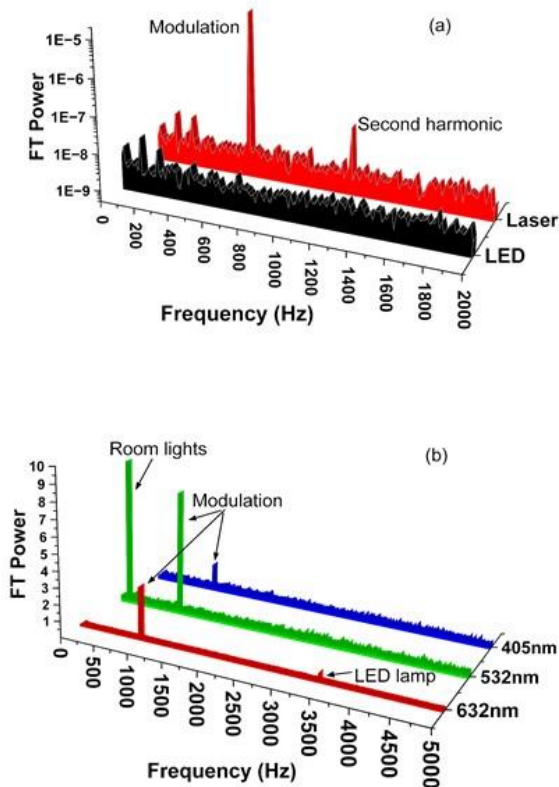 (a)
Modulation
Second harmonic
FT Power
1E-5
1E-6
1E-7
1E-8
1E-9
0
200
400
600
800
1000
1200
1400
1600
1800
2000
Laser
LED
Frequency (Hz)
(b)
Room lights
Modulation
LED lamp
FT Power
10
9
8
7
6
5
4
3
2
1
0
500
1000
1500
2000
2500
3000
3500
4000
4500
5000
405nm
532nm
632nm
Frequency (Hz)